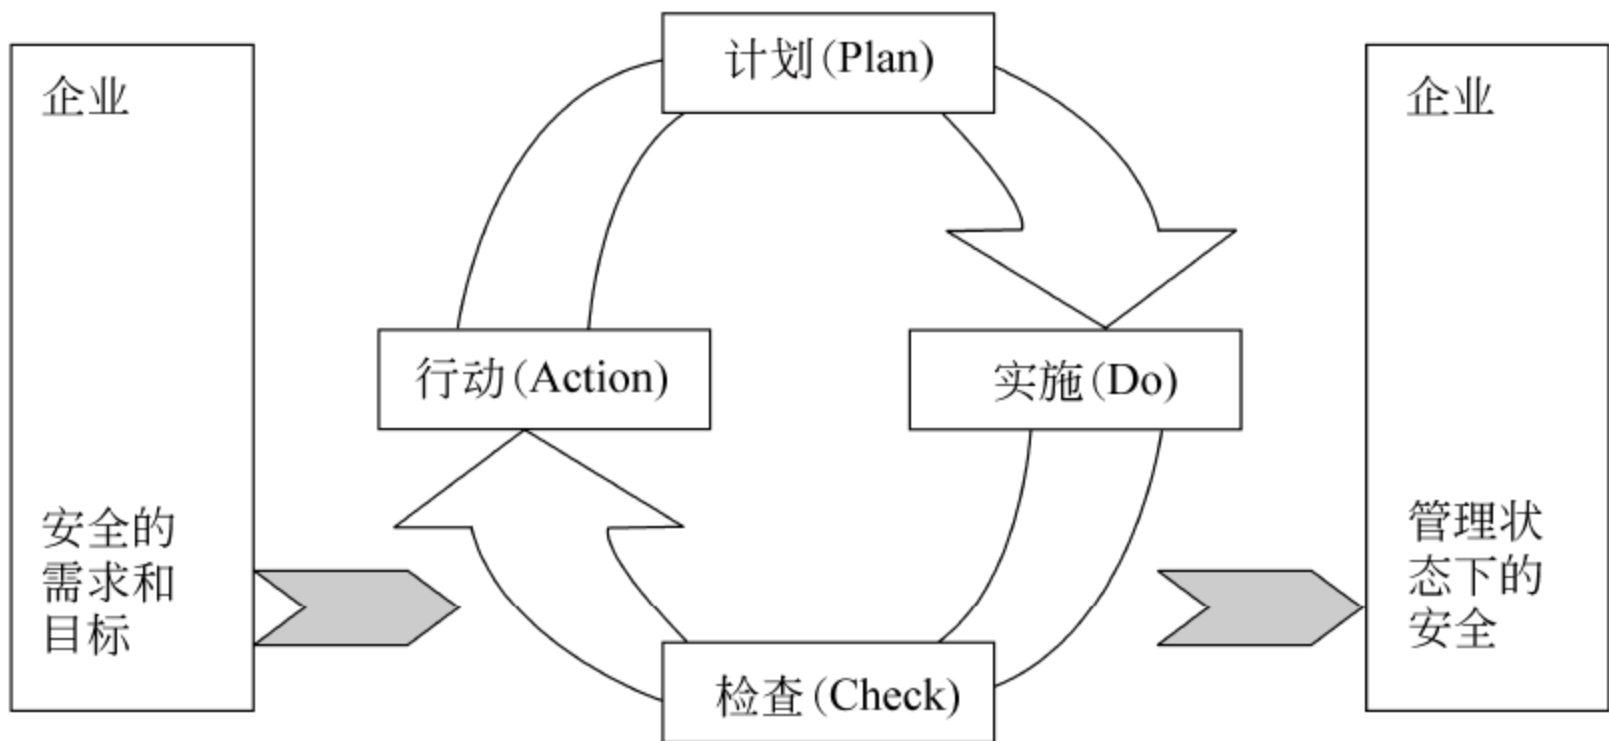 企业
安全的
需求和
目标
计划(Plan)
行动(Action)
实施(Do)
检查(Check)
企业
管理状
态下的
安全